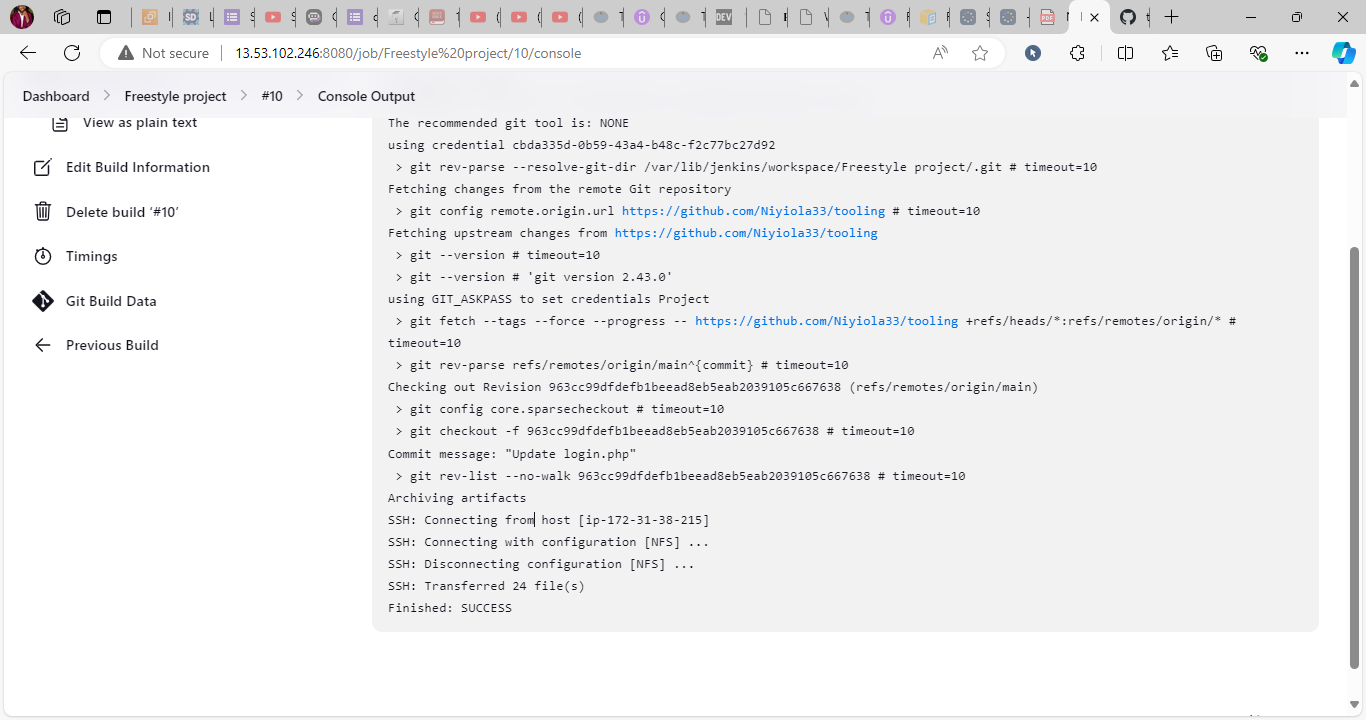 Not secure
13.53.102.246:8080/job/Freestyle%20project/10/console
Dashboard
Freestyle project
#10
Console Output
View as plain text
Edit Build Information
Delete build ‘#10’
Timings
Git Build Data
Previous Build
The recommended git tool is: NONE
using credential cbda335d-0b59-43a4-b48c-f2c77bc27d92
> git rev-parse --resolve-git-dir /var/lib/jenkins/workspace/Freestyle project/.git # timeout=10
Fetching changes from the remote Git repository
> git config remote.origin.url https://github.com/Niyiola33/tooling # timeout=10
Fetching upstream changes from https://github.com/Niyiola33/tooling
> git --version # timeout=10
> git --version # 'git version 2.43.0'
using GIT_ASKPASS to set credentials Project
> git fetch --tags --force --progress -- https://github.com/Niyiola33/tooling +refs/heads/*:refs/remotes/origin/* #
timeout=10
> git rev-parse refs/remotes/origin/main^{commit} # timeout=10
Checking out Revision 963cc99dfdefb1beead8eb5eab2039105c667638 (refs/remotes/origin/main)
> git config core.sparsecheckout # timeout=10
> git checkout -f 963cc99dfdefb1beead8eb5eab2039105c667638 # timeout=10
Commit message: "Update login.php"
> git rev-list --no-walk 963cc99dfdefb1beead8eb5eab2039105c667638 # timeout=10
Archiving artifacts
SSH: Connecting from host [ip-172-31-38-215]
SSH: Connecting with configuration [NFS] ...
SSH: Disconnecting configuration [NFS] ...
SSH: Transferred 24 file(s)
Finished: SUCCESS